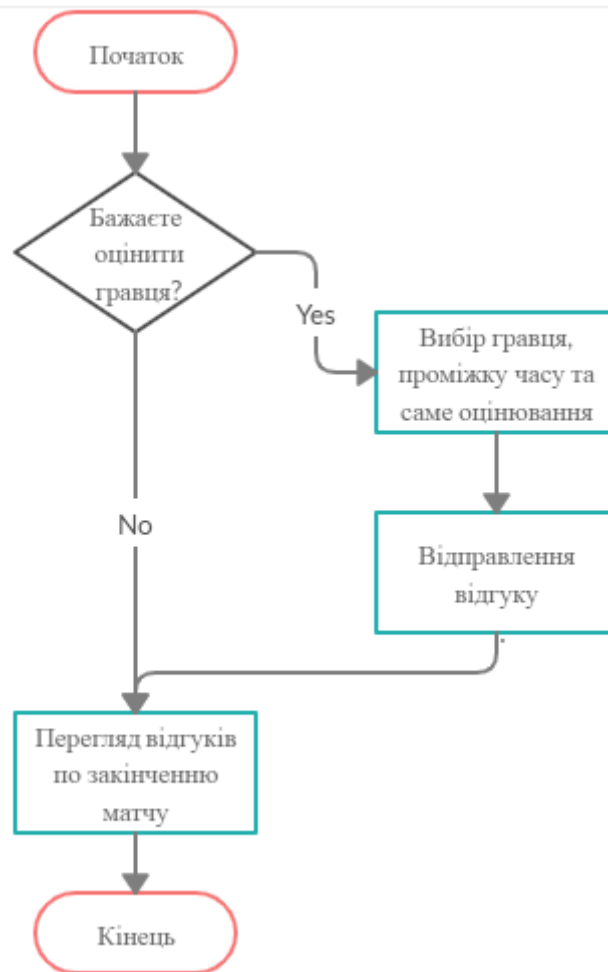 Початок
Бажаєте
оцінити
гравця?
Yes
Вибір гравця,
проміжку часу та
саме оцінювання
No
Відправлення
відгуку
Перегляд відгуків
по закінченню
матчу
Кінець